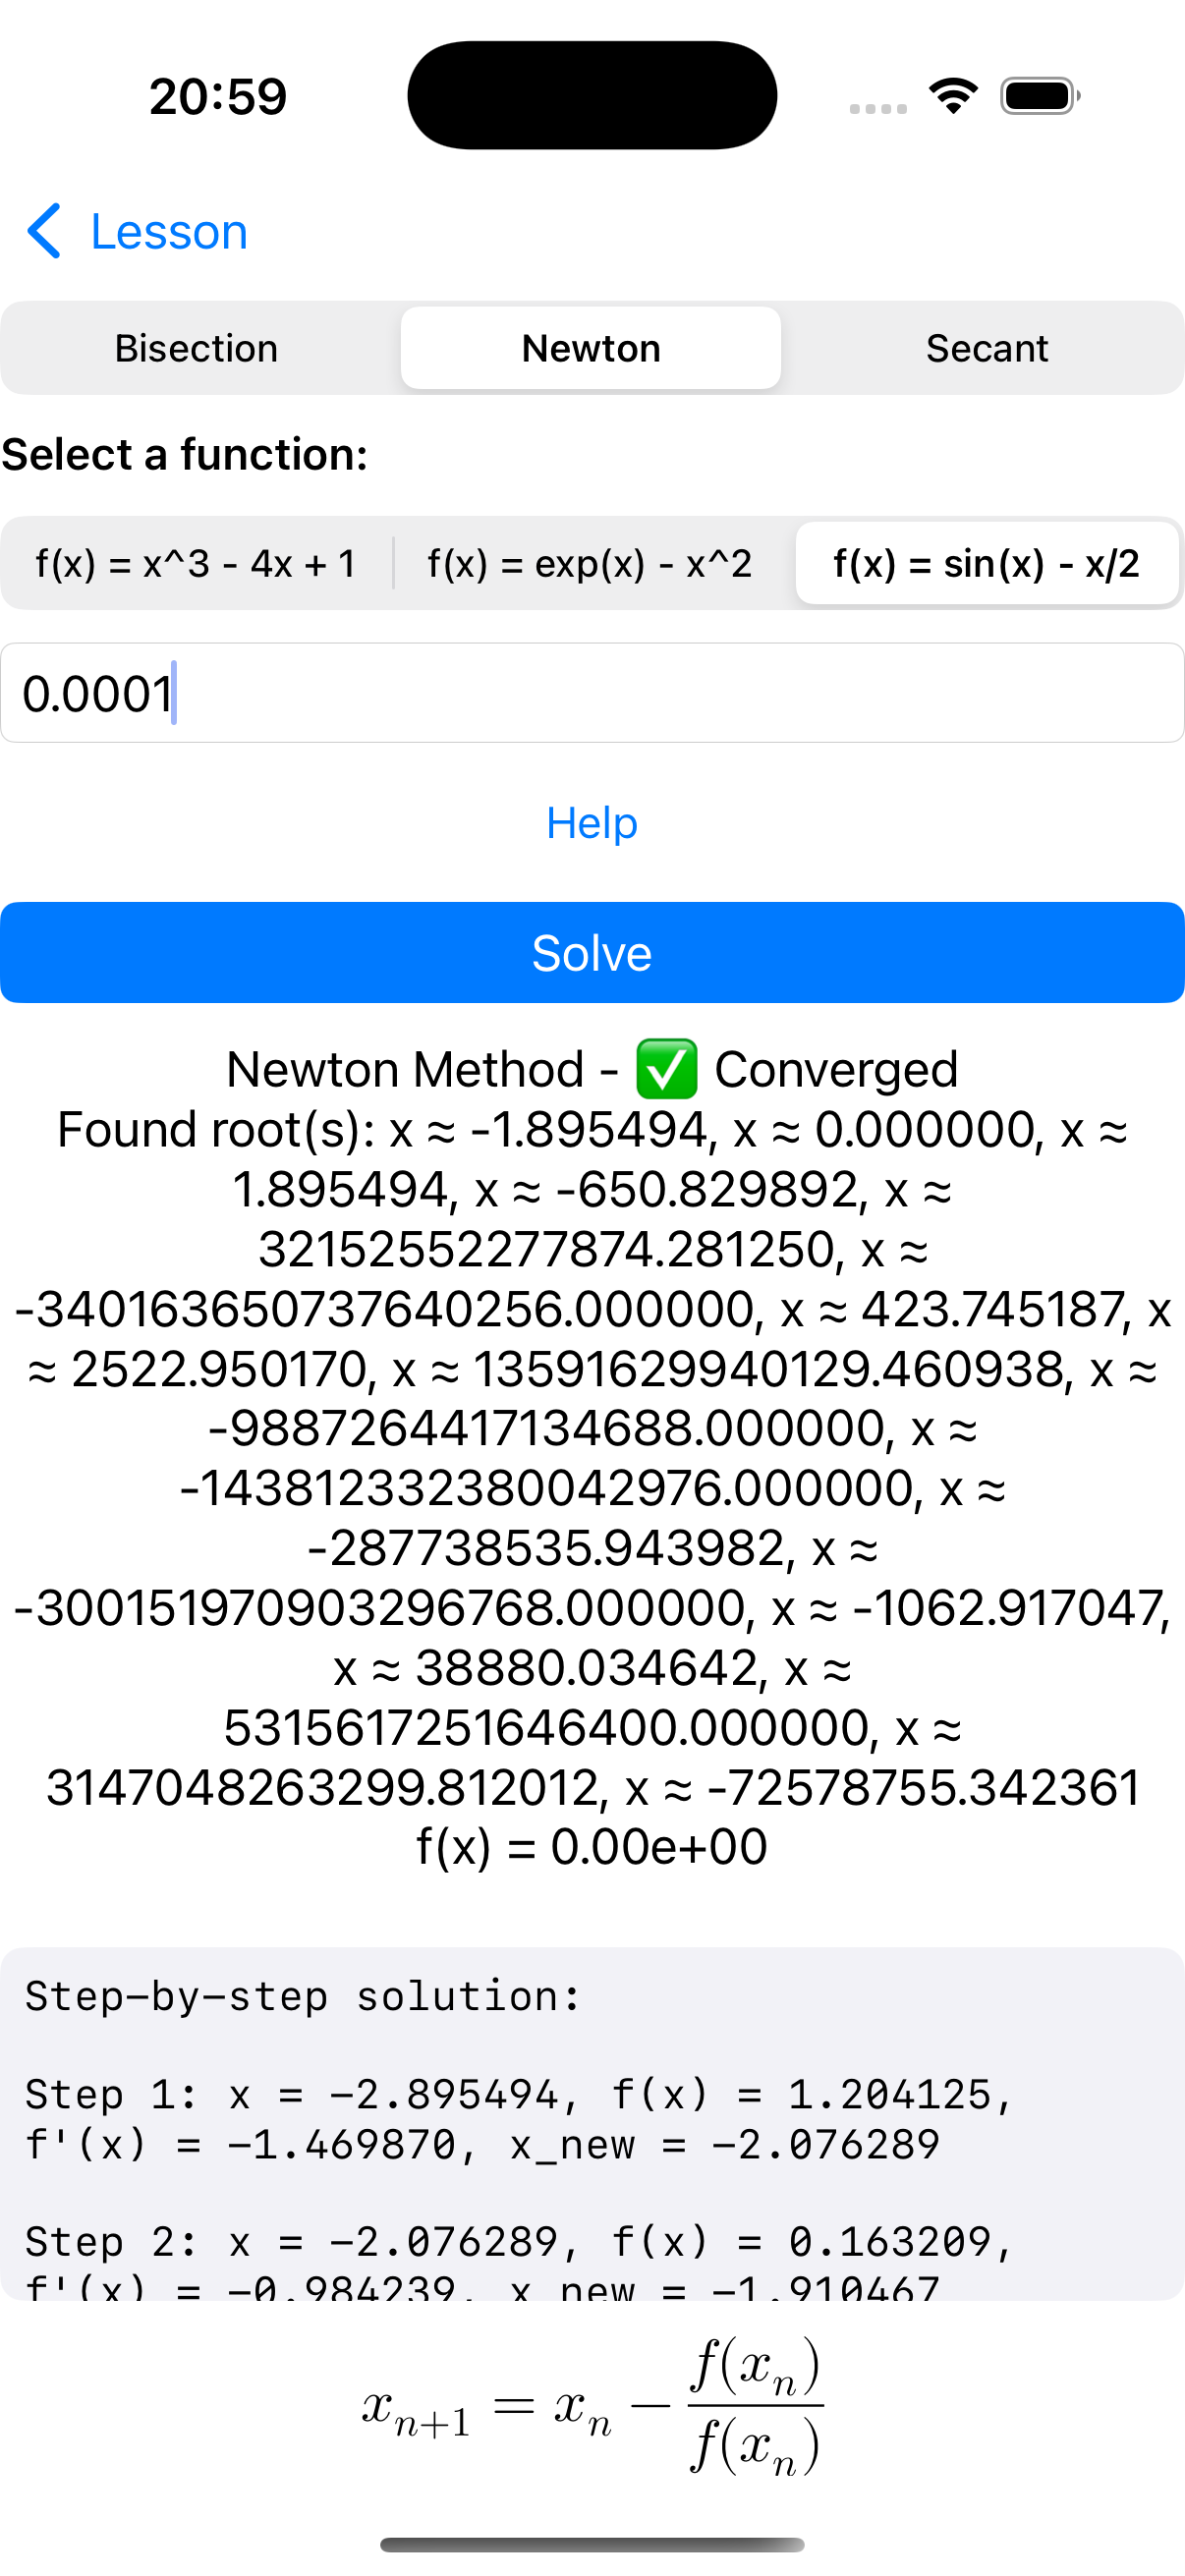 20:59
Lesson
Bisection Newton Secant
Select a function:
f(x) = x^3 - 4x + 1 f(x) = exp(x) - x^2 f(x) = sin(x) - x/2
0.0001
Help
Solve
Newton Method - ✅ Converged
Found root(s): x ≈ -1.895494, x ≈ 0.000000, x ≈
1.895494, x ≈ -650.829892, x ≈
32152552277874.281250, x ≈
-340163650737640256.000000, x ≈ 423.745187, x
≈ 2522.950170, x ≈ 13591629940129.460938, x ≈
-9887264417134688.000000, x ≈
-143812332380042976.000000, x ≈
-287738535.943982, x ≈
-300151970903296768.000000, x ≈ -1062.917047,
x ≈ 38880.034642, x ≈
5315617251646400.000000, x ≈
3147048263299.812012, x ≈ -72578755.342361
f(x) = 0.00e+00
Step-by-step solution:
Step 1: x = -2.895494, f(x) = 1.204125,
f'(x) = -1.469870, x_new = -2.076289
Step 2: x = -2.076289, f(x) = 0.163209,
f'(x) = -0.984239, x_new = -1.910467
x_{n+1} = x_n - \frac{f(x_n)}{f(x_n)}